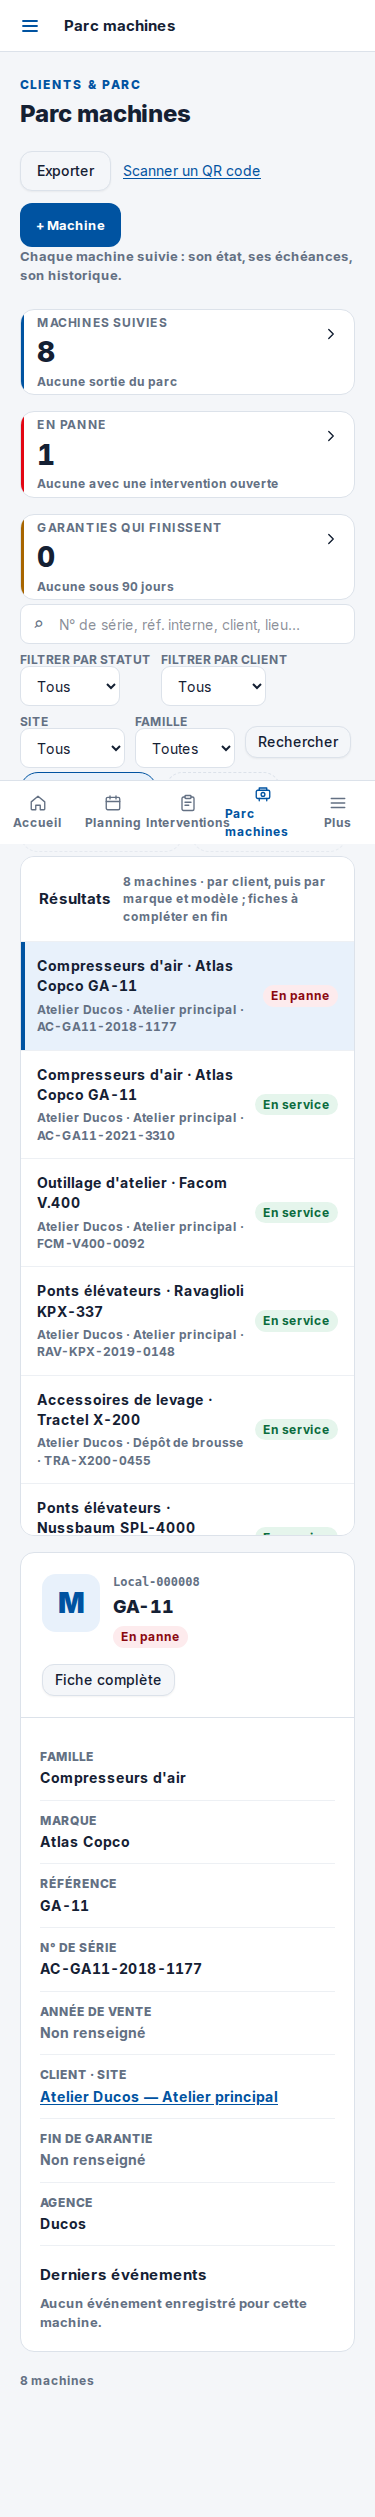 Parc machines
CLIENTS & PARC
Parc machines
Exporter Scanner un QR code
+ Machine
Chaque machine suivie : son état, ses échéances,
son historique.
MACHINES SUIVIES
8
Aucune sortie du parc
EN PANNE
1
Aucune avec une intervention ouverte
GARANTIES QUI FINISSENT
0
Aucune sous 90 jours
N° de série, réf. interne, client, lieu...
FILTRER PAR STATUT FILTRER PAR CLIENT
Tous Tous
SITE FAMILLE
Tous Toutes Rechercher
Accueil Planning Interventions Parc machines Plus
Résultats
8 machines · par client, puis par
marque et modèle ; fiches à
compléter en fin
Compresseurs d'air · Atlas
Copco GA-11
Atelier Ducos · Atelier principal ·
AC-GA11-2018-1177
En panne
Compresseurs d'air · Atlas
Copco GA-11
Atelier Ducos · Atelier principal ·
AC-GA11-2021-3310
En service
Outillage d'atelier · Facom
V.400
Atelier Ducos · Atelier principal ·
FCM-V400-0092
En service
Ponts élévateurs · Ravaglioli
KPX-337
Atelier Ducos · Atelier principal ·
RAV-KPX-2019-0148
En service
Accessoires de levage ·
Tractel X-200
Atelier Ducos · Dépôt de brousse
· TRA-X200-0455
En service
Ponts élévateurs ·
Nussbaum SPL-4000
M
Local-000008
GA-11
En panne
Fiche complète
FAMILLE
Compresseurs d'air
MARQUE
Atlas Copco
RÉFÉRENCE
GA-11
N° DE SÉRIE
AC-GA11-2018-1177
ANNÉE DE VENTE
Non renseigné
CLIENT · SITE
Atelier Ducos — Atelier principal
FIN DE GARANTIE
Non renseigné
AGENCE
Ducos
Derniers événements
Aucun événement enregistré pour cette
machine.
8 machines